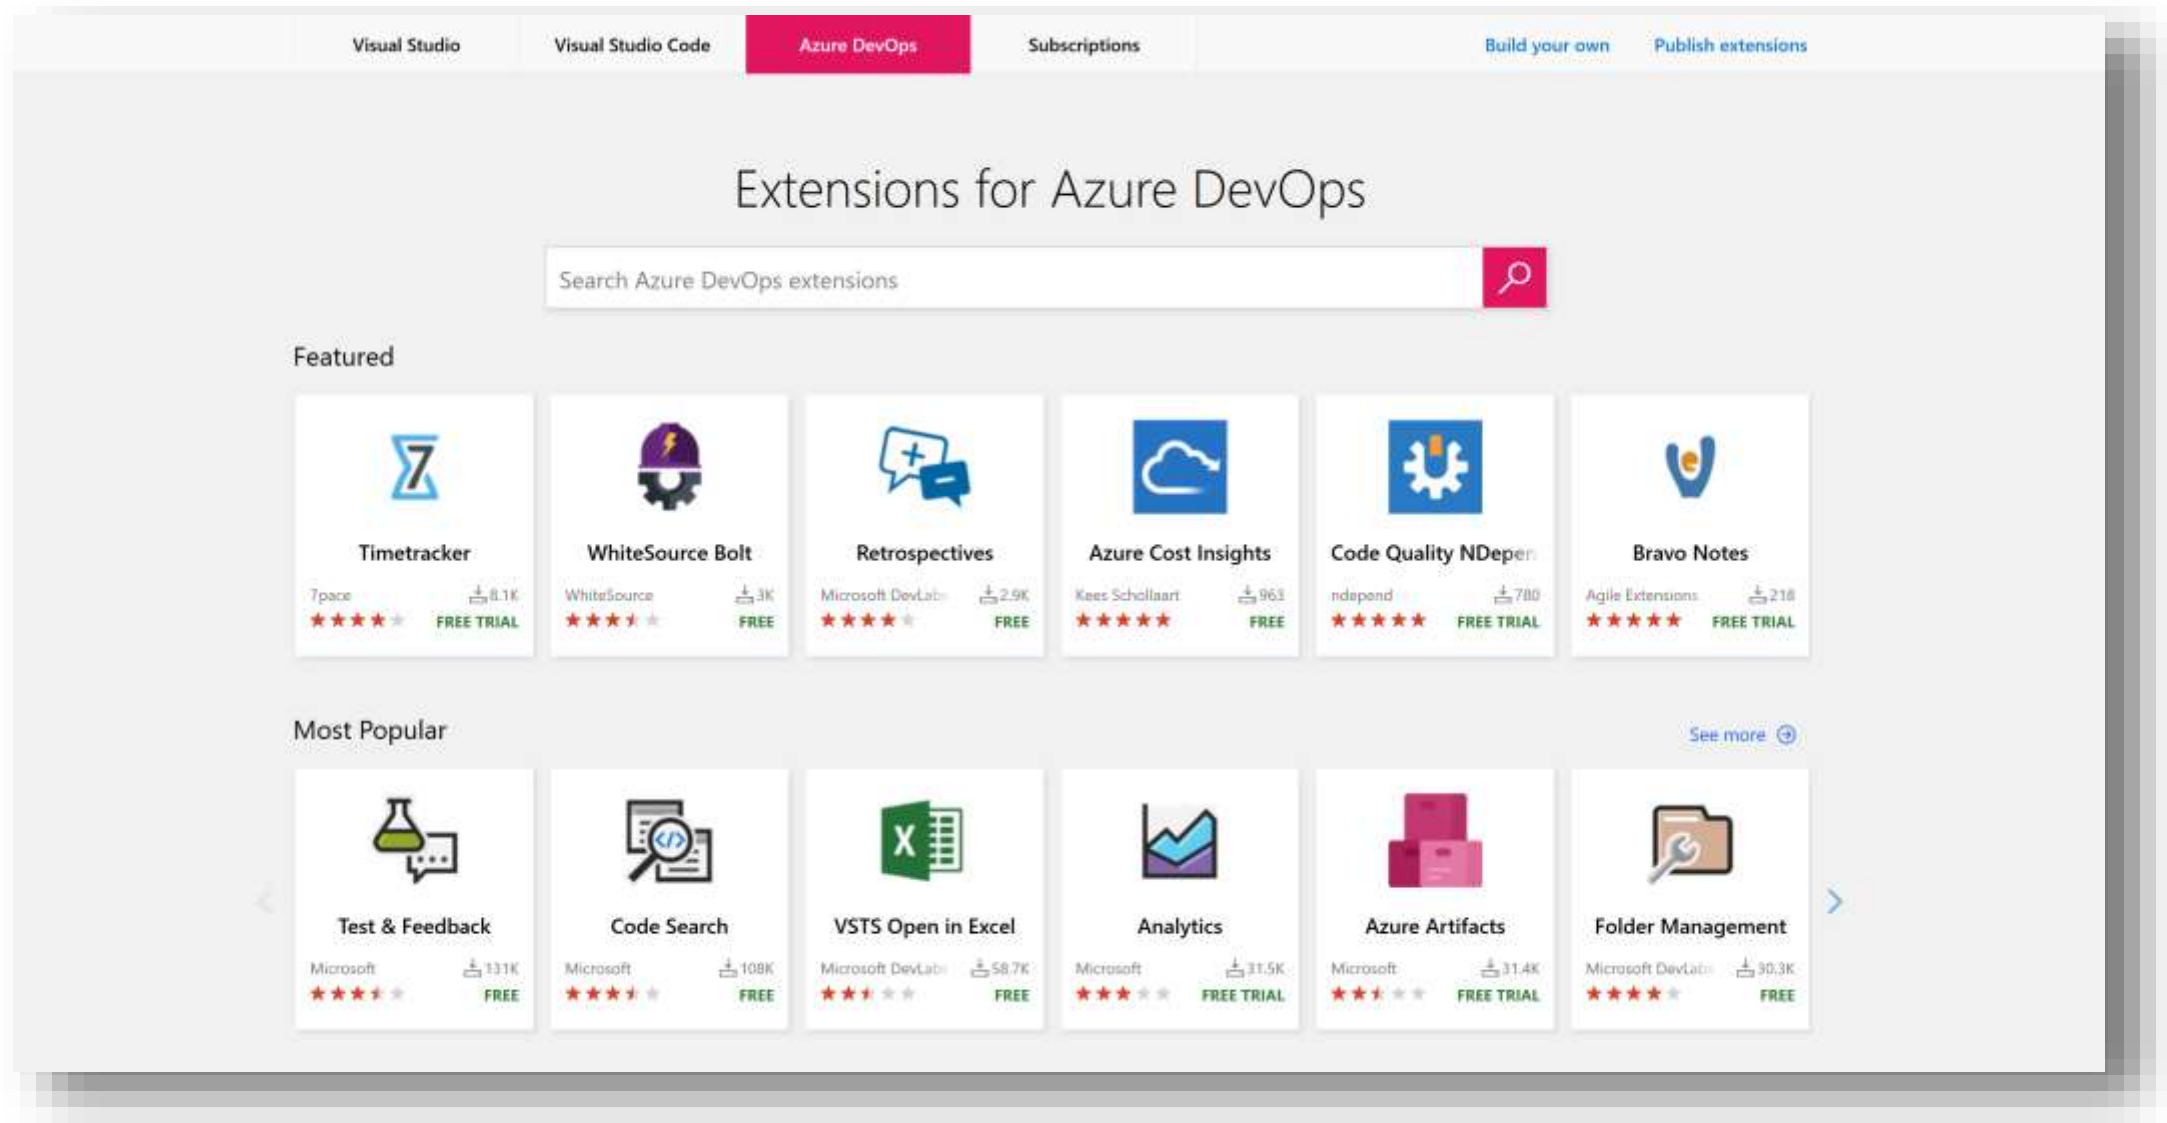 Visual Studio Visual Studio Code Azure DevOps Subscriptions Build your own Publish extensions
Extensions for Azure DevOps
Search Azure DevOps extensions
Featured
7 e
Timetracker WhiteSource Bolt Retrospectives Azure Cost Insights Code Quality NDepen Bravo Notes
7pace 8.1K WhiteSource 3K Microsoft DevLabs 2.9K Kees Schollaart 963 ndepend 780 Agile Extensions 218
FREE TRIAL FREE FREE FREE FREE TRIAL FREE TRIAL
Most Popular See more
</> X
Test & Feedback Code Search VSTS Open in Excel Analytics Azure Artifacts Folder Management
Microsoft 131K Microsoft 108K Microsoft DevLabs 58.7K Microsoft 31.5K Microsoft 31.4K Microsoft DevLabs 30.3K
FREE FREE FREE FREE TRIAL FREE TRIAL FREE